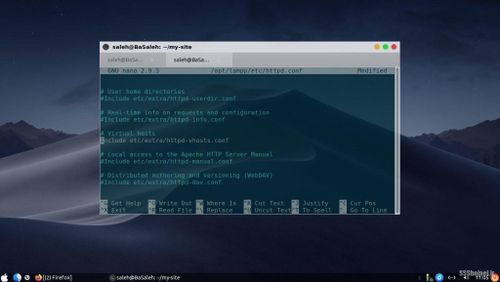 saleh@BaSaleh: ~/my-site
saleh@BaSa...
saleh@BaSa...
GNU nano 2.9.3 /opt/lampp/etc/httpd.conf Modified
# User home directories
#Include etc/extra/httpd-userdir.conf
# Real-time info on requests and configuration
#Include etc/extra/httpd-info.conf
# Virtual hosts
Include etc/extra/httpd-vhosts.conf
# Local access to the Apache HTTP Server Manual
#Include etc/extra/httpd-manual.conf
# Distributed authoring and versioning (WebDAV)
#Include etc/extra/httpd-dav.conf
^G Get Help ^O Write Out ^W Where Is ^K Cut Text ^J Justify ^C Cur Pos
^X Exit ^R Read File ^\ Replace ^U Uncut Text ^T To Spell ^_ Go To Line
[(2) Firefox]
saleh@BaSaleh: ~/my-site
11:05